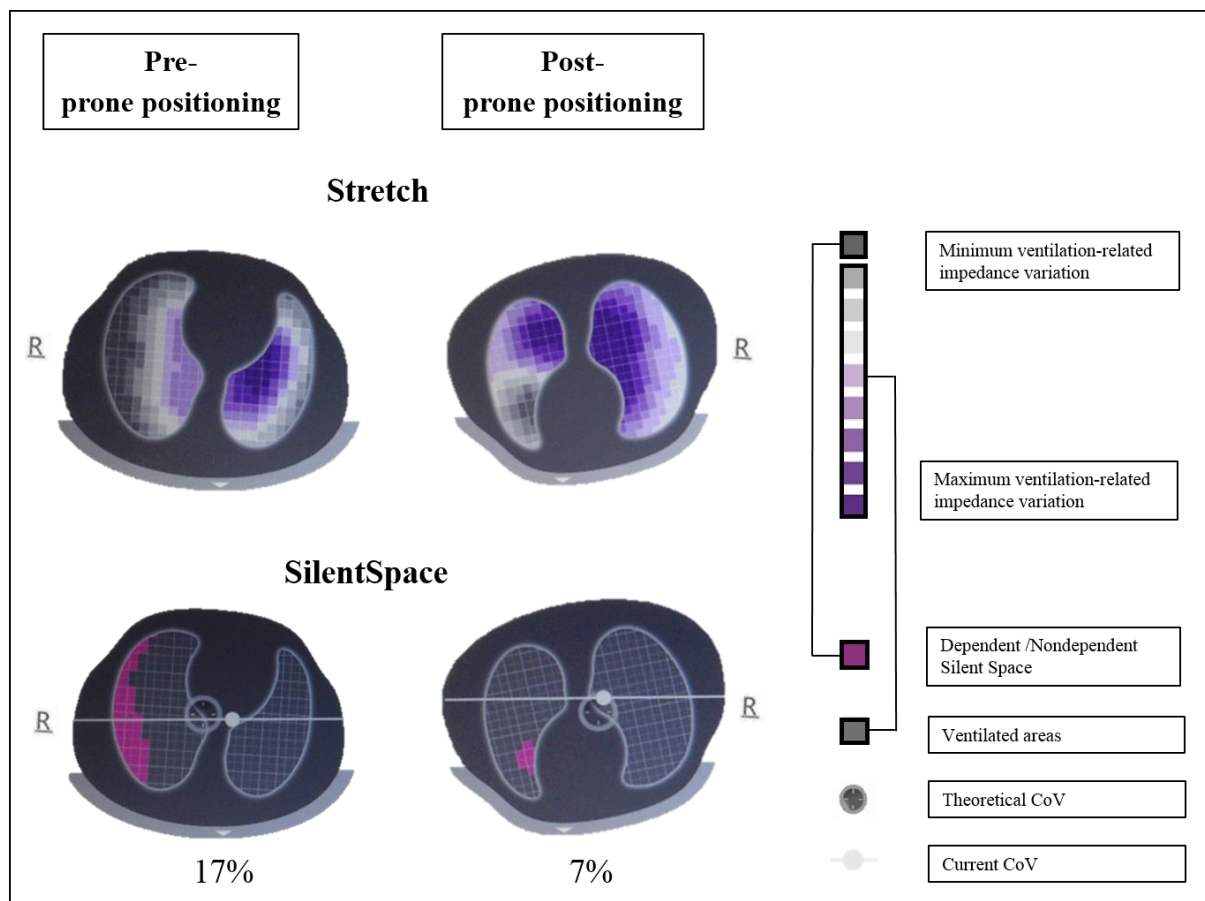 Pre-
prone positioning
Post-
prone positioning
Stretch
R
R
Minimum ventilation-related
impedance variation
Maximum ventilation-related
impedance variation
SilentSpace
R
R
Dependent /Nondependent
Silent Space
Ventilated areas
Theoretical CoV
Current CoV
17%
7%